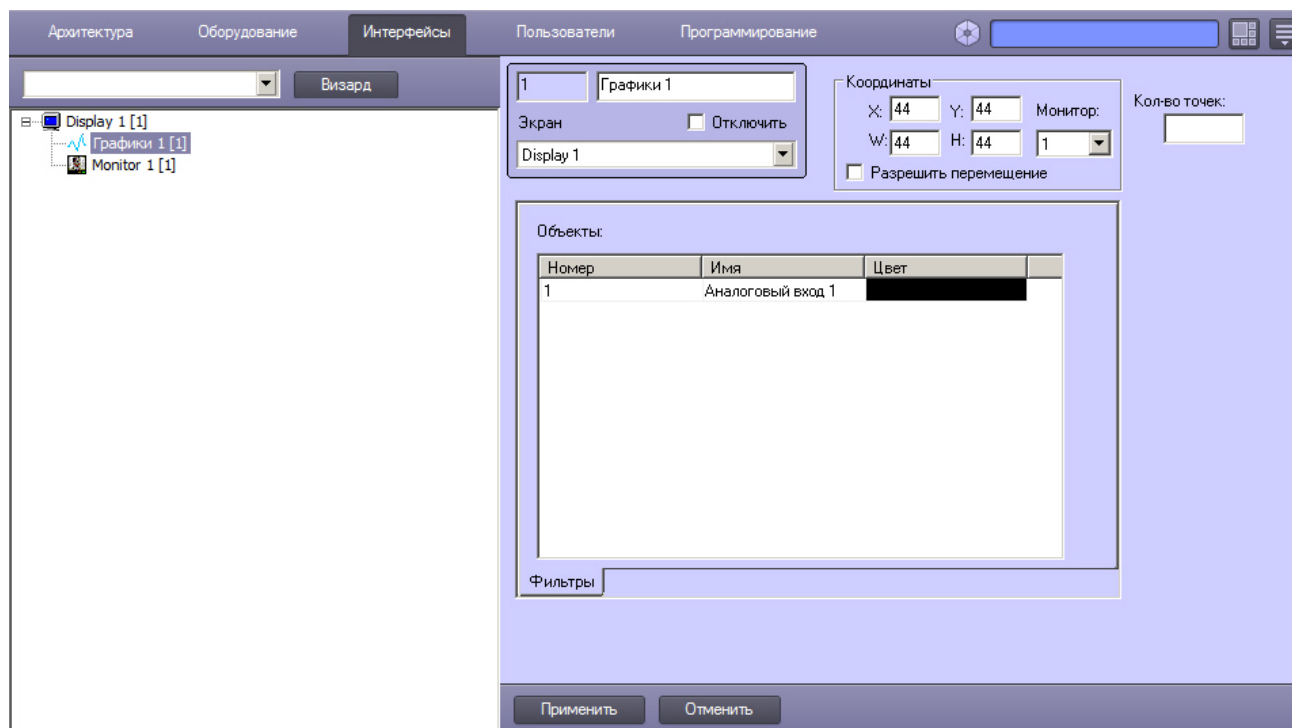 Архитектура Оборудование Интерфейсы Пользователи Программирование
Визард
Display 1 [1]
Графики 1 [1]
Monitor 1 [1]
1 Графики 1
Экран Отключить
Display 1
Координаты
X: 44 Y: 44 Монитор:
W: 44 H: 44 1
Разрешить перемещение
Кол-во точек:
Объекты:
Номер Имя Цвет
1 Аналоговый вход 1
Фильтры
Применить Отменить